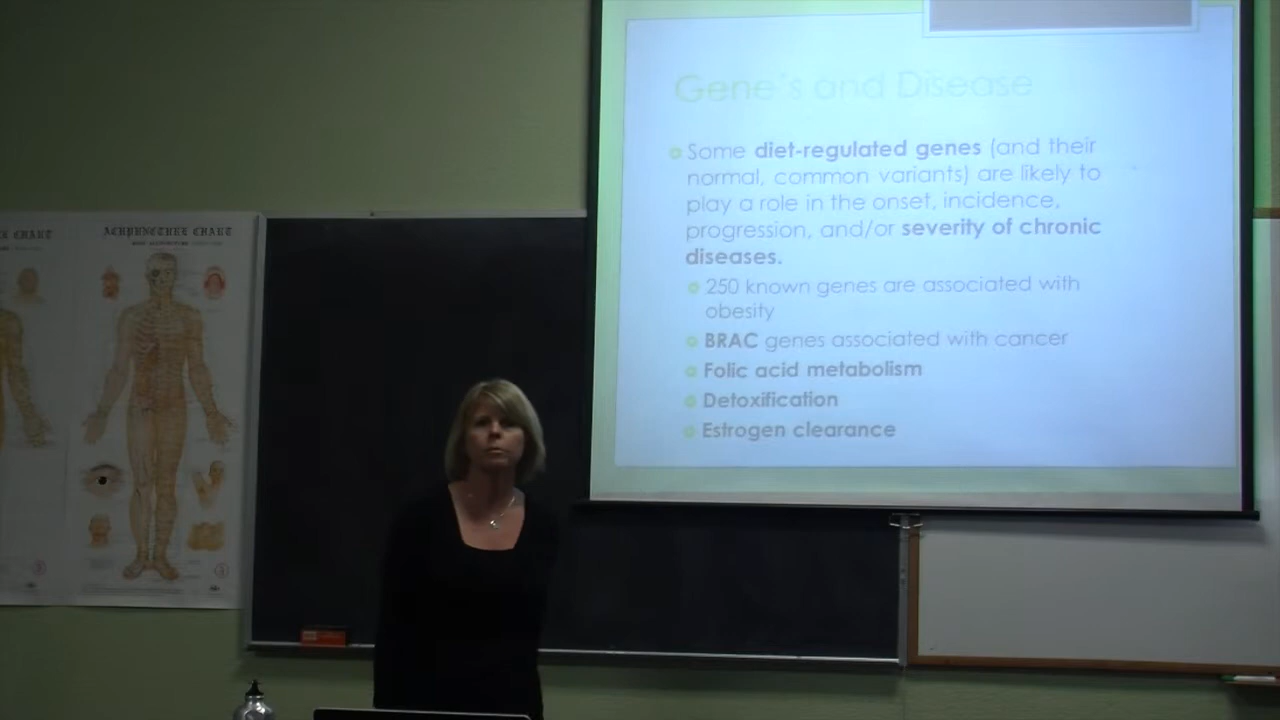 Gene's and Disease
Some diet-regulated genes (and their
normal, common variants) are likely to
play a role in the onset, incidence,
progression, and/or severity of chronic
diseases.
250 known genes are associated with
obesity
BRAC genes associated with cancer
Folic acid metabolism
Detoxification
Estrogen clearance
CHART
ACUPUNCTURE CHART